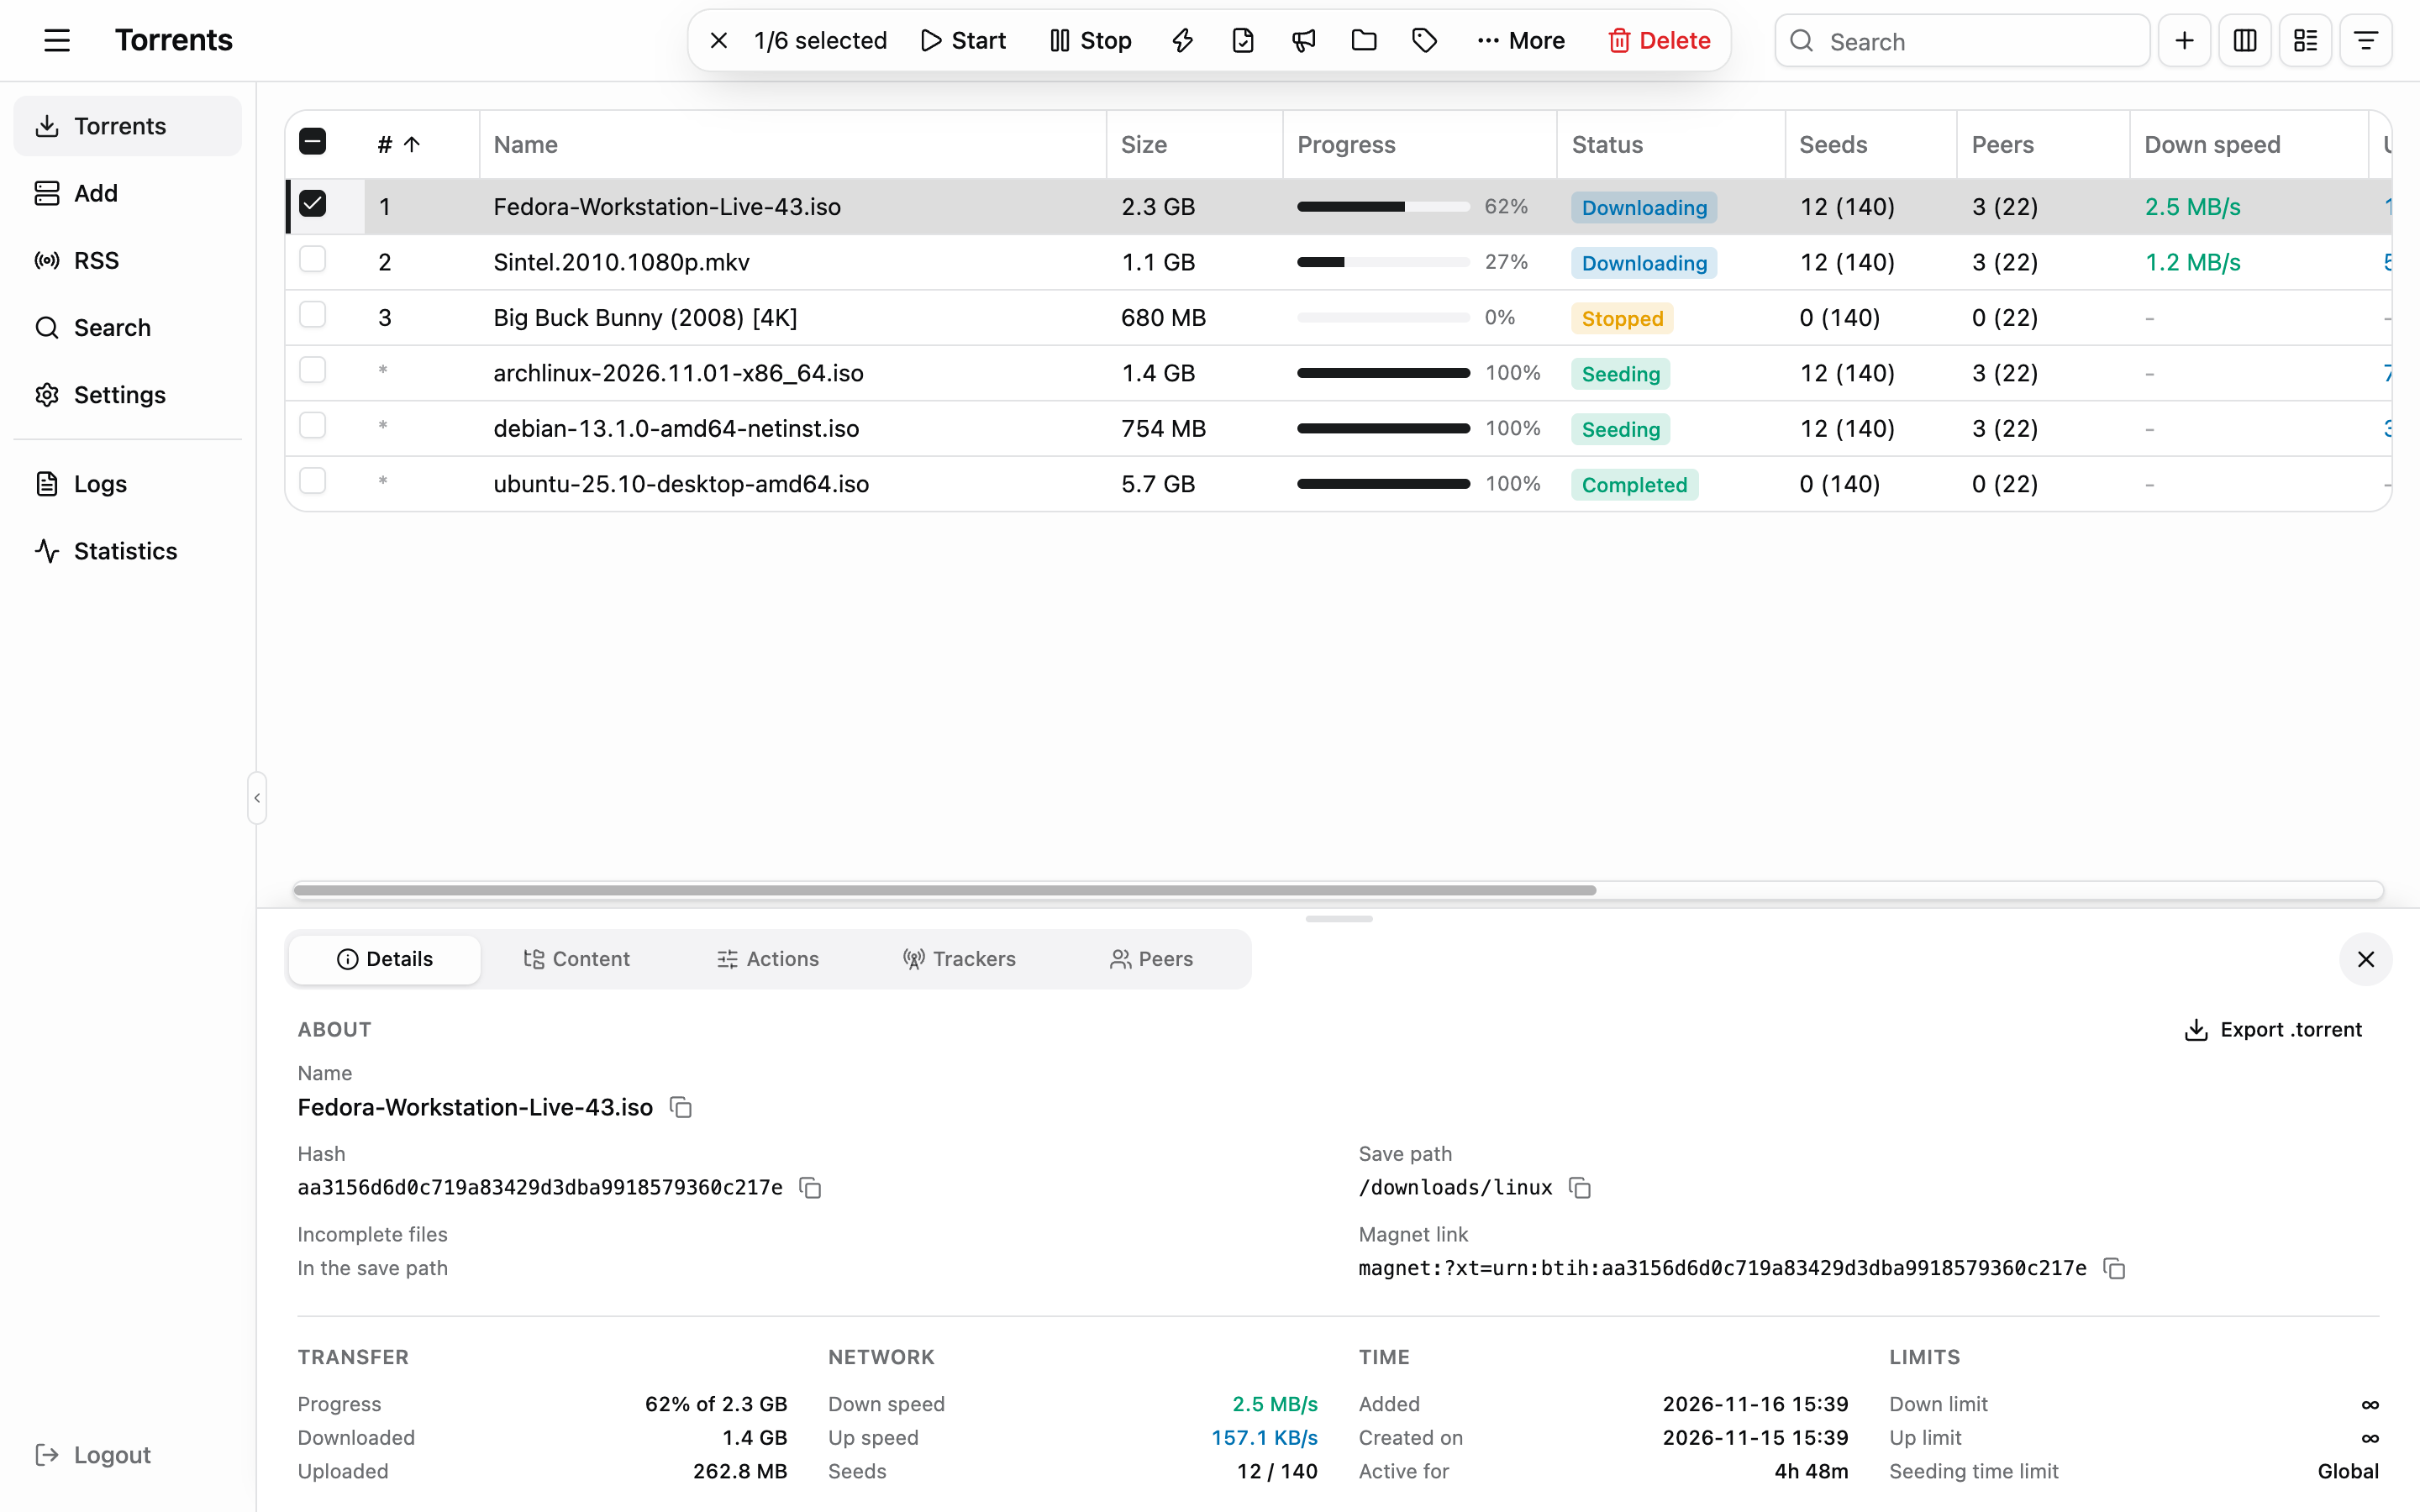 Torrents
1/6 selected
Start
Stop
More
Delete
Search
Torrents
Add
RSS
Search
Settings
Logs
Statistics
Logout
# Name Size Progress Status Seeds Peers Down speed
1 Fedora-Workstation-Live-43.iso 2.3 GB 62% Downloading 12 (140) 3 (22) 2.5 MB/s
2 Sintel.2010.1080p.mkv 1.1 GB 27% Downloading 12 (140) 3 (22) 1.2 MB/s
3 Big Buck Bunny (2008) [4K] 680 MB 0% Stopped 0 (140) 0 (22) -
* archlinux-2026.11.01-x86_64.iso 1.4 GB 100% Seeding 12 (140) 3 (22) -
* debian-13.1.0-amd64-netinst.iso 754 MB 100% Seeding 12 (140) 3 (22) -
* ubuntu-25.10-desktop-amd64.iso 5.7 GB 100% Completed 0 (140) 0 (22) -
Details
Content
Actions
Trackers
Peers
ABOUT
Export .torrent
Name
Fedora-Workstation-Live-43.iso
Hash
aa3156d6d0c719a83429d3dba9918579360c217e
Save path
/downloads/linux
Incomplete files
In the save path
Magnet link
magnet:?xt=urn:btih:aa3156d6d0c719a83429d3dba9918579360c217e
TRANSFER
Progress 62% of 2.3 GB
Downloaded 1.4 GB
Uploaded 262.8 MB
NETWORK
Down speed 2.5 MB/s
Up speed 157.1 KB/s
Seeds 12 / 140
TIME
Added 2026-11-16 15:39
Created on 2026-11-15 15:39
Active for 4h 48m
LIMITS
Down limit ∞
Up limit ∞
Seeding time limit Global